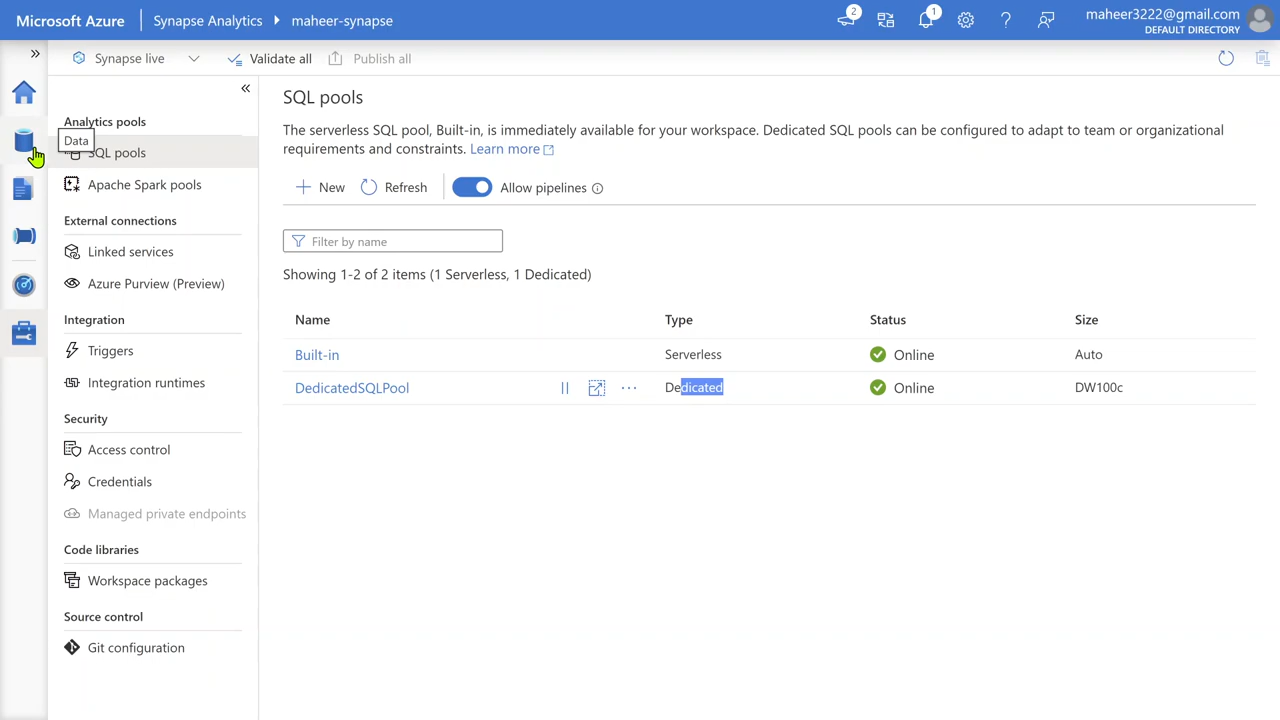 Microsoft Azure
Synapse Analytics
maheer-synapse
2
1
maheer3222@gmail.com
DEFAULT DIRECTORY
Synapse live
Validate all
Publish all
Analytics pools
Data
SQL pools
Apache Spark pools
External connections
Linked services
Azure Purview (Preview)
Integration
Triggers
Integration runtimes
Security
Access control
Credentials
Managed private endpoints
Code libraries
Workspace packages
Source control
Git configuration
SQL pools
The serverless SQL pool, Built-in, is immediately available for your workspace. Dedicated SQL pools can be configured to adapt to team or organizational
requirements and constraints. Learn more
New Refresh Allow pipelines
Filter by name
Showing 1-2 of 2 items (1 Serverless, 1 Dedicated)
Name Type Status Size
Built-in Serverless Online Auto
DedicatedSQLPool Dedicated Online DW100c